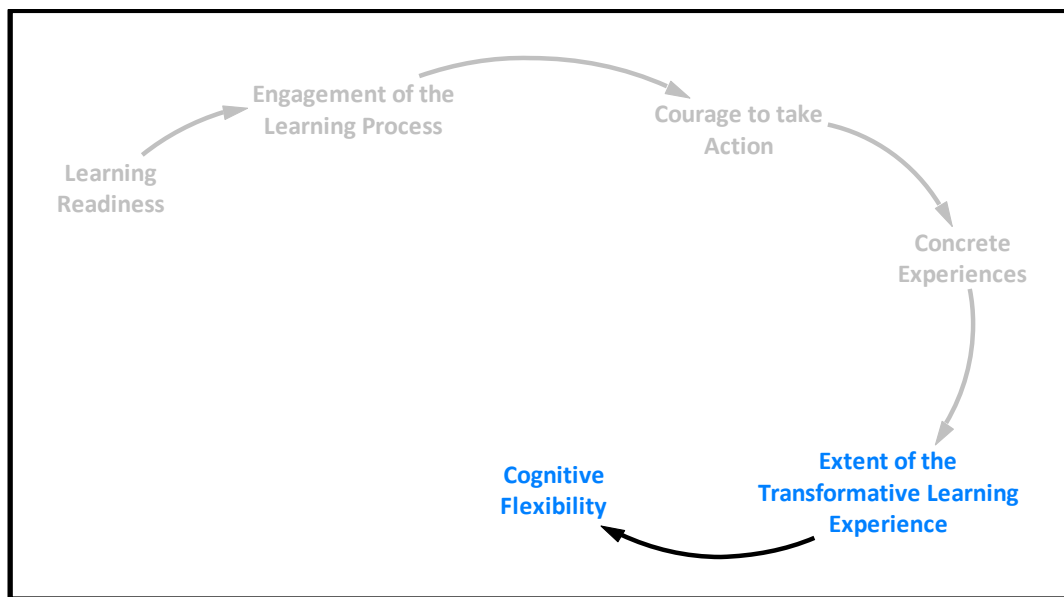 Engagement of the
Learning Process
Courage to take
Action
Learning
Readiness
Concrete
Experiences
Extent of the
Transformative Learning
Experience
Cognitive
Flexibility